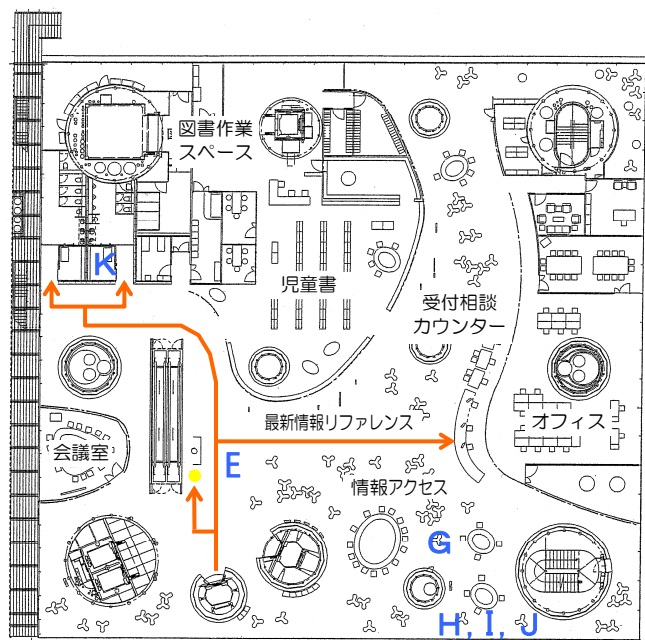 図書作業
スペース
K
児童書
受付相談
カウンター
最新情報リファレンス
オフィス
会議室
E
情報アクセス
G
H, I, J